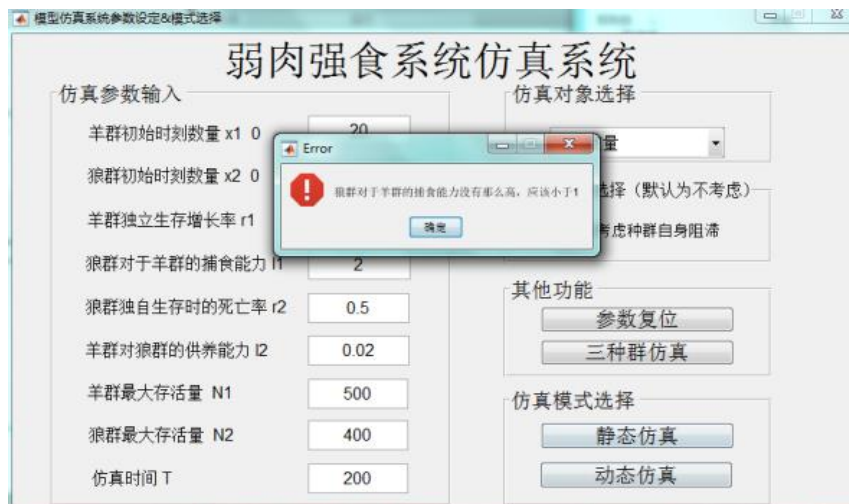 模型仿真系统参数设定&模式选择
弱肉强食系统仿真系统
仿真参数输入
羊群初始时刻数量 x1_0
20
狼群初始时刻数量 x2_0
羊群独立生存增长率 r1
狼群对于羊群的捕食能力 l1
2
狼群独自生存时的死亡率 r2
0.5
羊群对狼群的供养能力 l2
0.02
羊群最大存活量 N1
500
狼群最大存活量 N2
400
仿真时间 T
200
Error
狼群对于羊群的捕食能力没有那么高，应该小于1
确定
仿真对象选择
量
选择（默认为不考虑）
考虑种群自身阻滞
其他功能
参数复位
三种群仿真
仿真模式选择
静态仿真
动态仿真